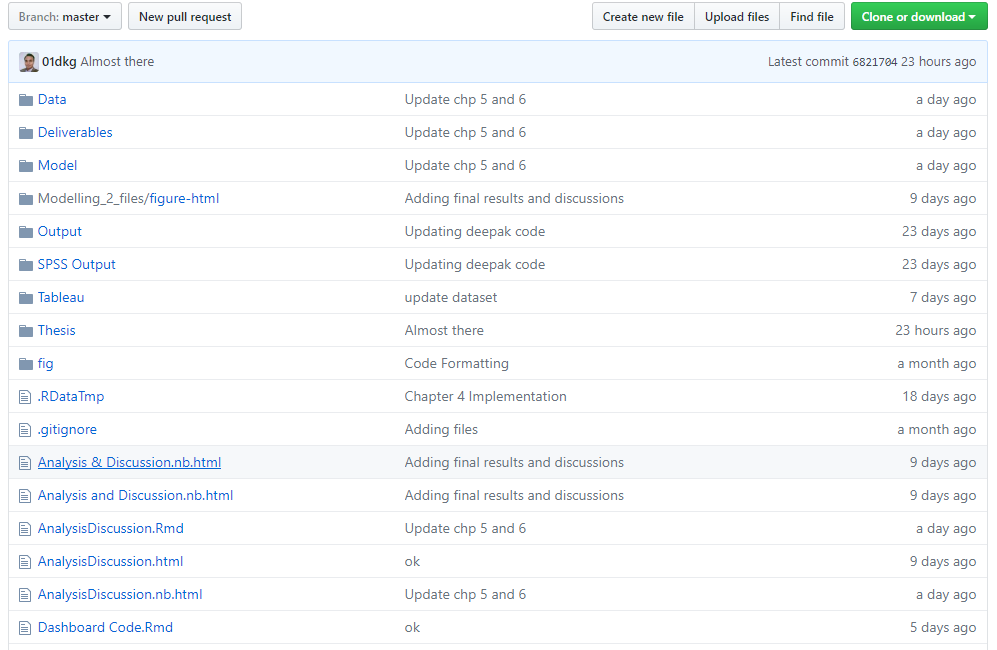 Branch: master New pull request Create new file Upload files Find file Clone or download
01dkg Almost there Latest commit 6821704 23 hours ago
Data Update chp 5 and 6 a day ago
Deliverables Update chp 5 and 6 a day ago
Model Update chp 5 and 6 a day ago
Modelling_2_files/figure-html Adding final results and discussions 9 days ago
Output Updating deepak code 23 days ago
SPSS Output Updating deepak code 23 days ago
Tableau update dataset 7 days ago
Thesis Almost there 23 hours ago
fig Code Formatting a month ago
.RDataTmp Chapter 4 Implementation 18 days ago
.gitignore Adding files a month ago
Analysis & Discussion.nb.html Adding final results and discussions 9 days ago
Analysis and Discussion.nb.html Adding final results and discussions 9 days ago
AnalysisDiscussion.Rmd Update chp 5 and 6 a day ago
AnalysisDiscussion.html ok 9 days ago
AnalysisDiscussion.nb.html Update chp 5 and 6 a day ago
Dashboard Code.Rmd ok 5 days ago